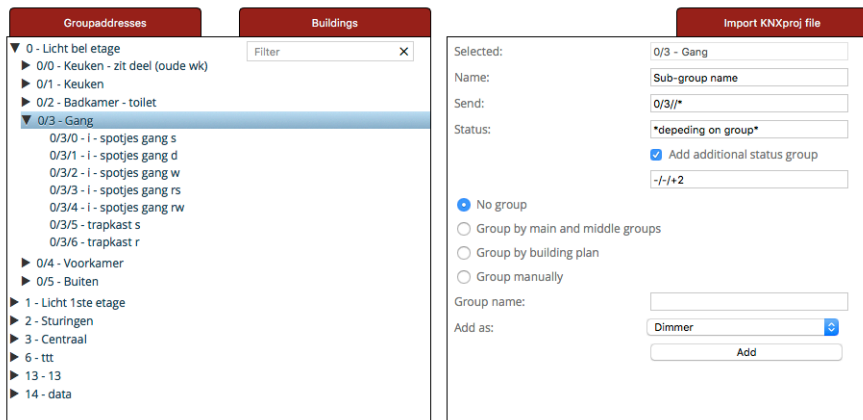 Groupaddresses
Buildings
Import KNXproj file
0 - Licht bel etage
Filter
0/0 - Keuken - zit deel (oude wk)
0/1 - Keuken
0/2 - Badkamer - toilet
0/3 - Gang
0/3/0 - i - spotjes gang s
0/3/1 - i - spotjes gang d
0/3/2 - i - spotjes gang w
0/3/3 - i - spotjes gang rs
0/3/4 - i - spotjes gang rw
0/3/5 - trapkast s
0/3/6 - trapkast r
0/4 - Voorkamer
0/5 - Buiten
1 - Licht 1ste etage
2 - Sturingen
3 - Centraal
6 - ttt
13 - 13
14 - data
Selected: 0/3 - Gang
Name: Sub-group name
Send: 0/3//*
Status: *depeding on group*
Add additional status group
-/-/+2
No group
Group by main and middle groups
Group by building plan
Group manually
Group name:
Add as: Dimmer
Add